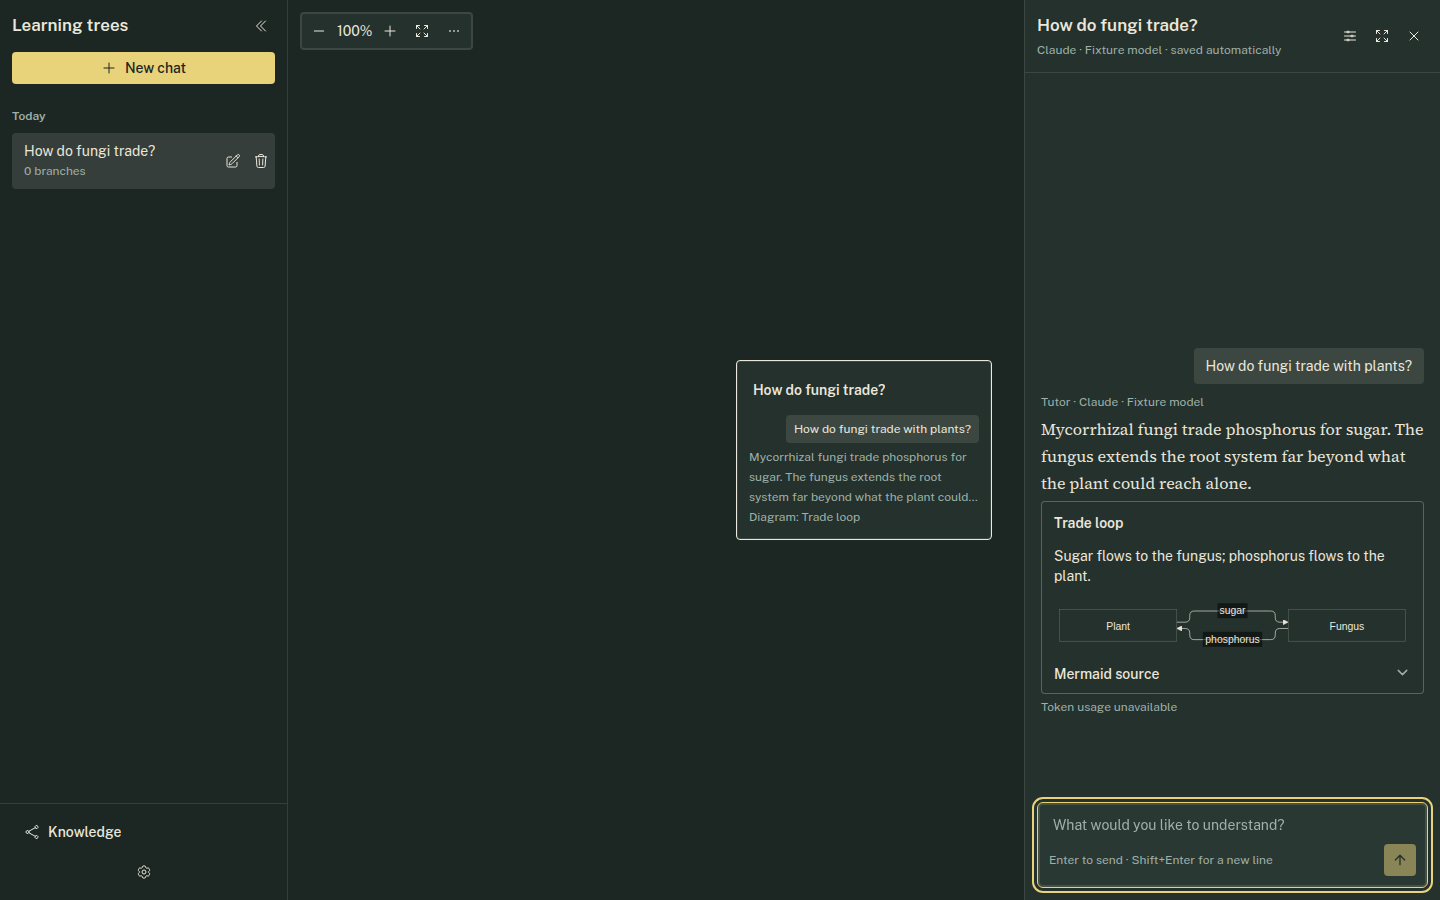 Learning trees
New chat
Today
How do fungi trade?
0 branches
Knowledge
100%
How do fungi trade?
How do fungi trade with plants?
Mycorrhizal fungi trade phosphorus for
sugar. The fungus extends the root
system far beyond what the plant could...
Diagram: Trade loop
How do fungi trade?
Claude · Fixture model · saved automatically
How do fungi trade with plants?
Tutor · Claude · Fixture model
Mycorrhizal fungi trade phosphorus for sugar. The
fungus extends the root system far beyond what
the plant could reach alone.
Trade loop
Sugar flows to the fungus; phosphorus flows to the
plant.
sugar
Plant
Fungus
phosphorus
Mermaid source
Token usage unavailable
What would you like to understand?
Enter to send · Shift+Enter for a new line